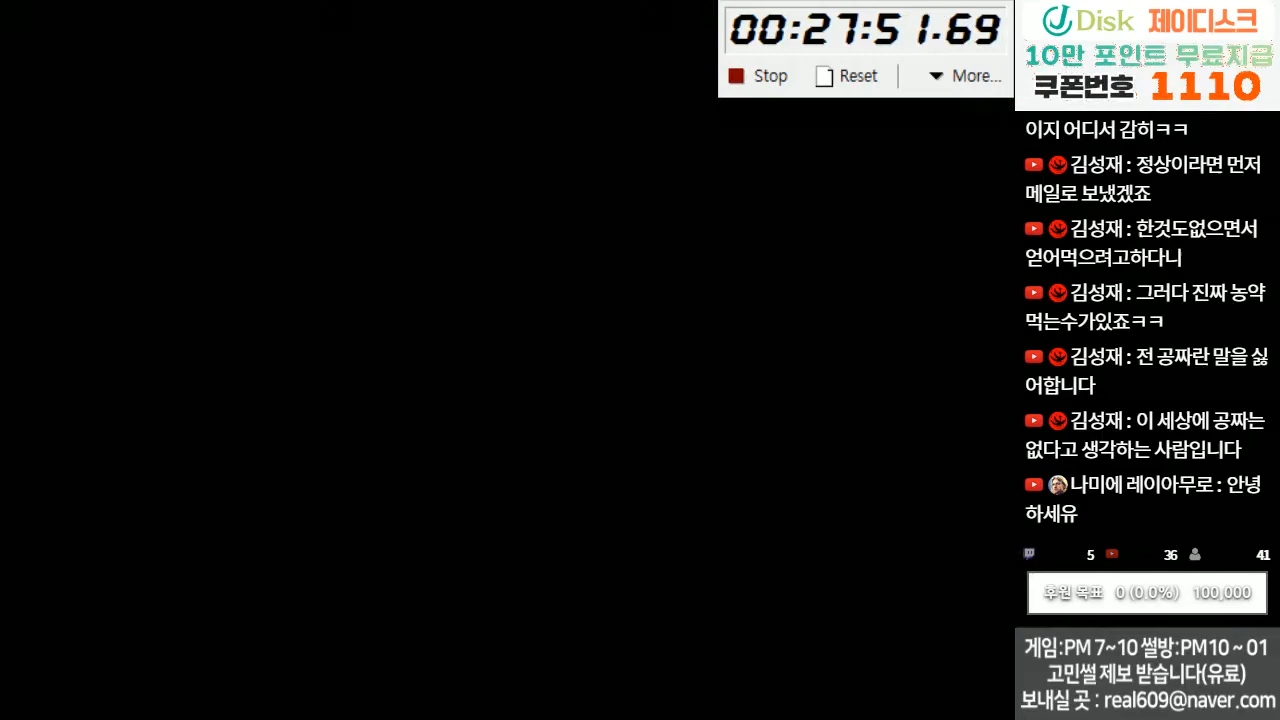 00:27:51.69
Stop Reset More...
Disk 제이디스크
10만 포인트 무료지급
쿠폰번호 1110
이지 어디서 감히ㅋㅋ
김성재 : 정상이라면 먼저
메일로 보냈겠죠
김성재 : 한것도없으면서
얻어먹으려고하다니
김성재 : 그러다 진짜 농약
먹는수가있죠ㅋㅋ
김성재 : 전 공짜란 말을 싫
어합니다
김성재 : 이 세상에 공짜는
없다고 생각하는 사람입니다
나미에 레이아무로 : 안녕
하세유
5 36 41
후원 목표 0 (0.0%) 100,000
게임:PM 7~10 썰방:PM10 ~ 01
고민썰 제보 받습니다(유료)
보내실 곳 : real609@naver.com